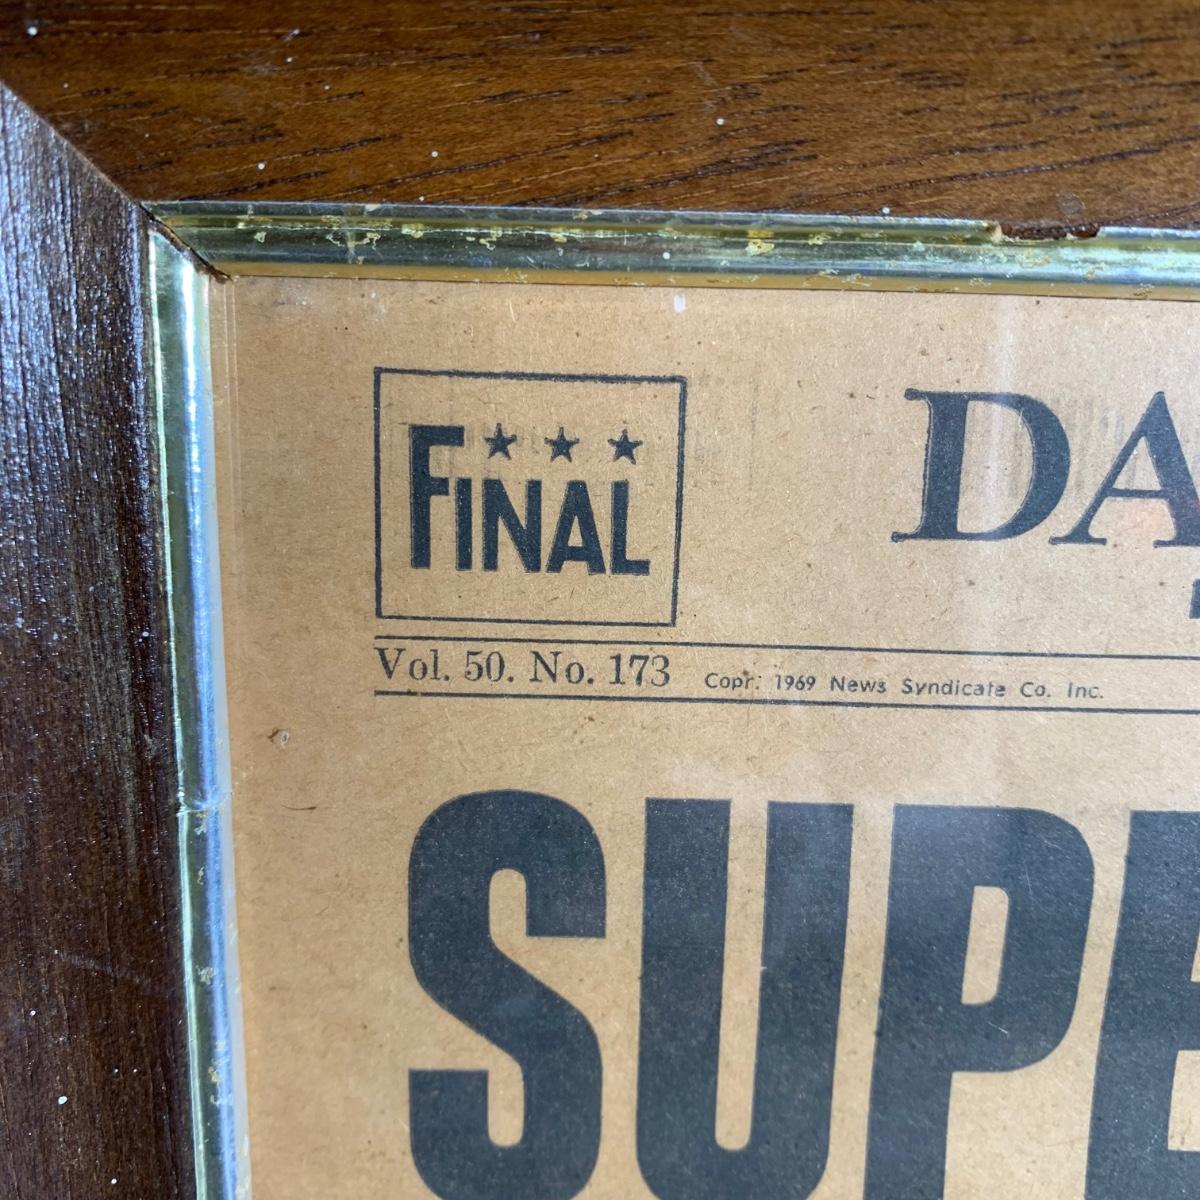 FINAL
DA
Vol. 50. No. 173 Copr. 1969 News Syndicate Co. Inc.
SUPE